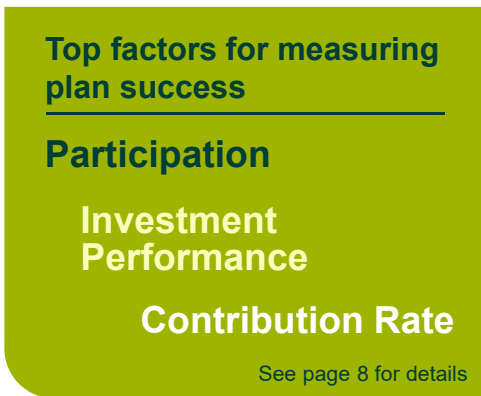 Top factors for measuring
plan success
Participation
Investment
Performance
Contribution Rate
See page 8 for details